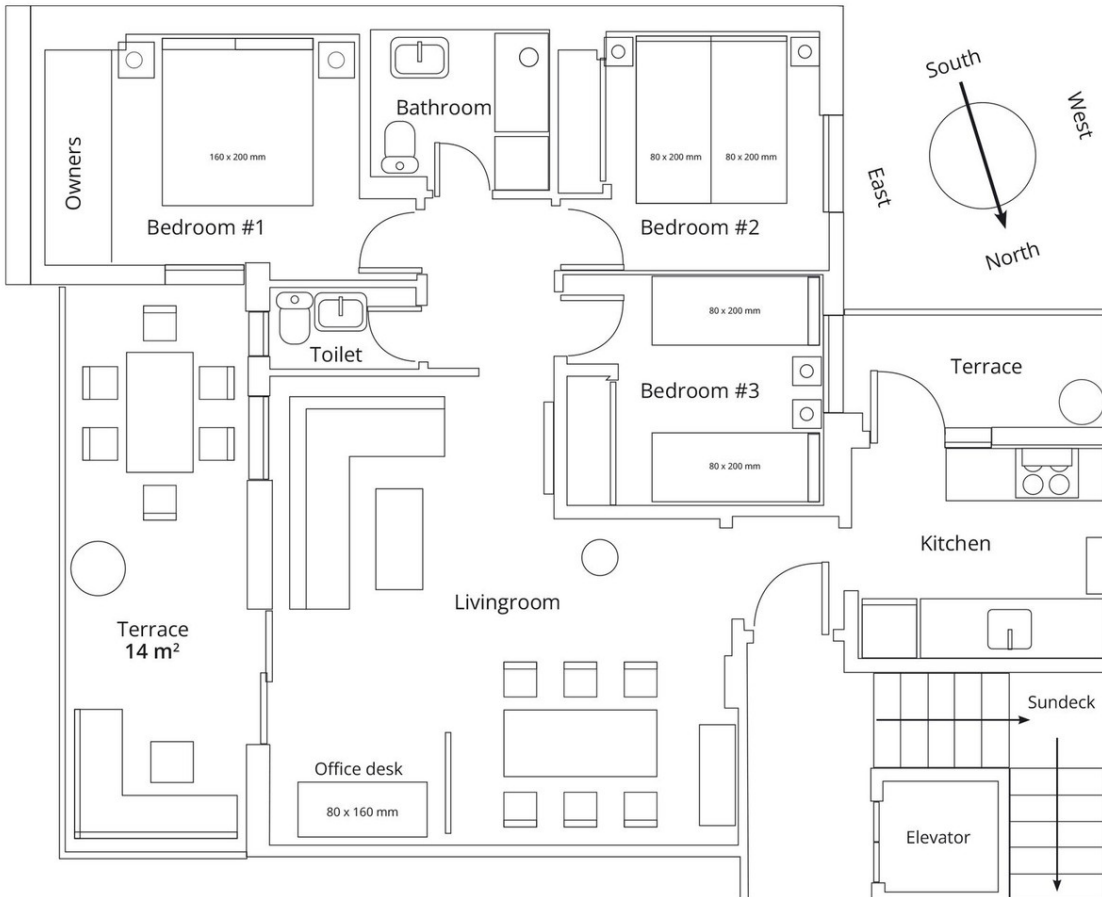 South
West
East
North
Owners
160 x 200 mm
Bedroom #1
Bathroom
80 x 200 mm
80 x 200 mm
Bedroom #2
Toilet
80 x 200 mm
Bedroom #3
80 x 200 mm
Terrace
Kitchen
Livingroom
Terrace
14 m²
Office desk
80 x 160 mm
Sundeck
Elevator